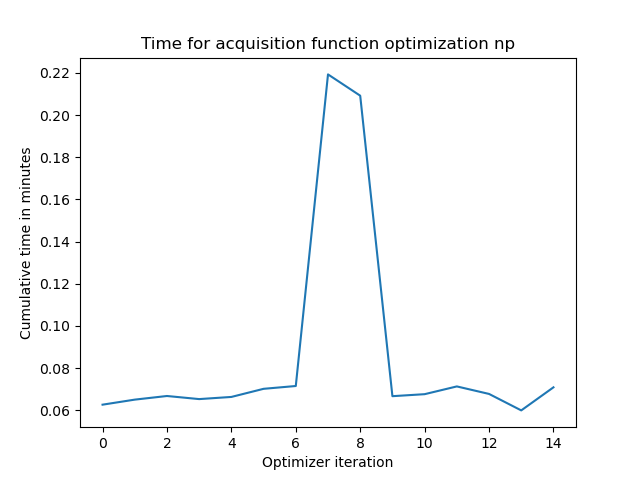 Time for acquisition function optimization np
Cumulative time in minutes
0.22
0.20
0.18
0.16
0.14
0.12
0.10
0.08
0.06
0 2 4 6 8 10 12 14
Optimizer iteration